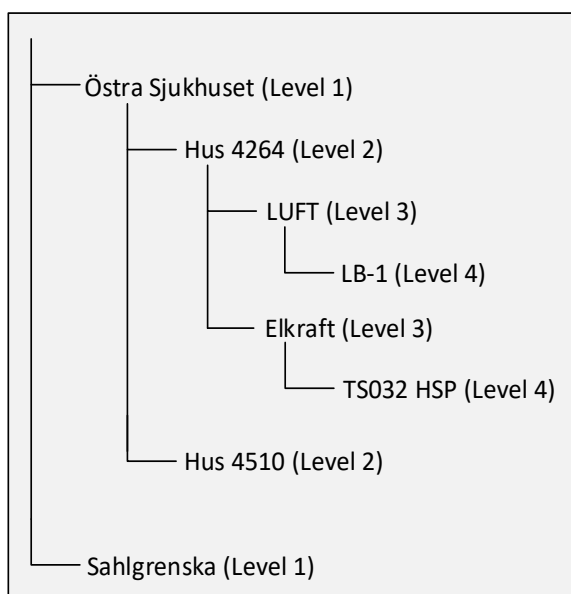 Östra Sjukhuset (Level 1)
Hus 4264 (Level 2)
LUFT (Level 3)
LB-1 (Level 4)
Elkraft (Level 3)
TS032 HSP (Level 4)
Hus 4510 (Level 2)
Sahlgrenska (Level 1)